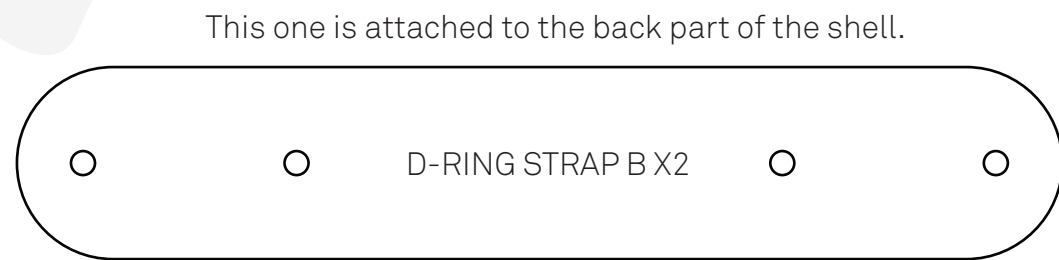 This one is attached to the back part of the shell.
D-RING STRAP B X2